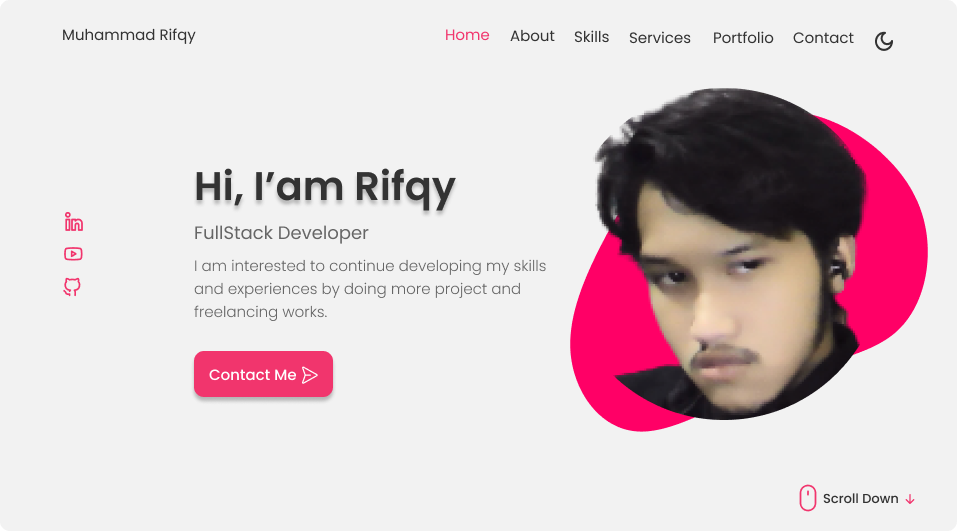 Muhammad Rifqy
Home About Skills Services Portfolio Contact
Hi, I’am Rifqy
FullStack Developer
I am interested to continue developing my skills
and experiences by doing more project and
freelancing works.
Contact Me
Scroll Down